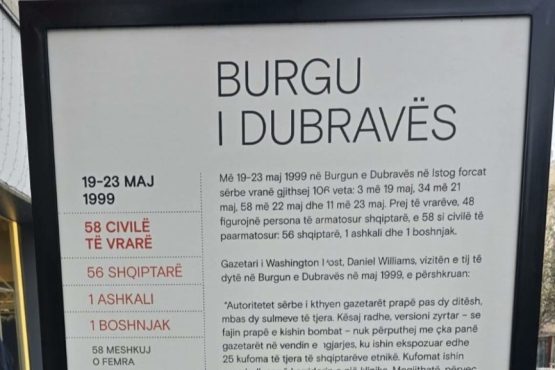 BURGU
I DUBRAVËS
19-23 MAJ
1999
58 CIVILË
TË VRARË
56 SHQIPTARË
1 ASHKALI
1 BOSHNJAK
58 MESHKUJ
0 FEMRA
Më 19-23 maj 1999 në Burgun e Dubravës në Istog forcat
sërbe vranë gjithsej 106 veta: 3 më 19 maj, 34 më 21
maj, 58 më 22 maj dhe 11 më 23 maj. Prej të vrarëve, 48
figurojnë persona të armatosur shqiptarë, e 58 si civilë të
paarmatosur: 56 shqiptarë, 1 ashkali dhe 1 boshnjak.
Gazetari i Washington Post, Daniel Williams, vizitën e tij të
dytë në Burgun e Dubravës në maj 1999, e përshkruan:
"Autoritetet sërbe i kthyen gazetarët prapë pas dy ditësh,
mbas dy sulmeve të tjera. Kësaj radhe, versioni zyrtar – se
fajin prapë e kishin bombat – nuk përputhej me çka panë
gazetarët në vendin e ngjarjes, ku ishin ekspozuar edhe
25 kufoma të tjera të shqiptarëve etnikë. Kufomat ishin